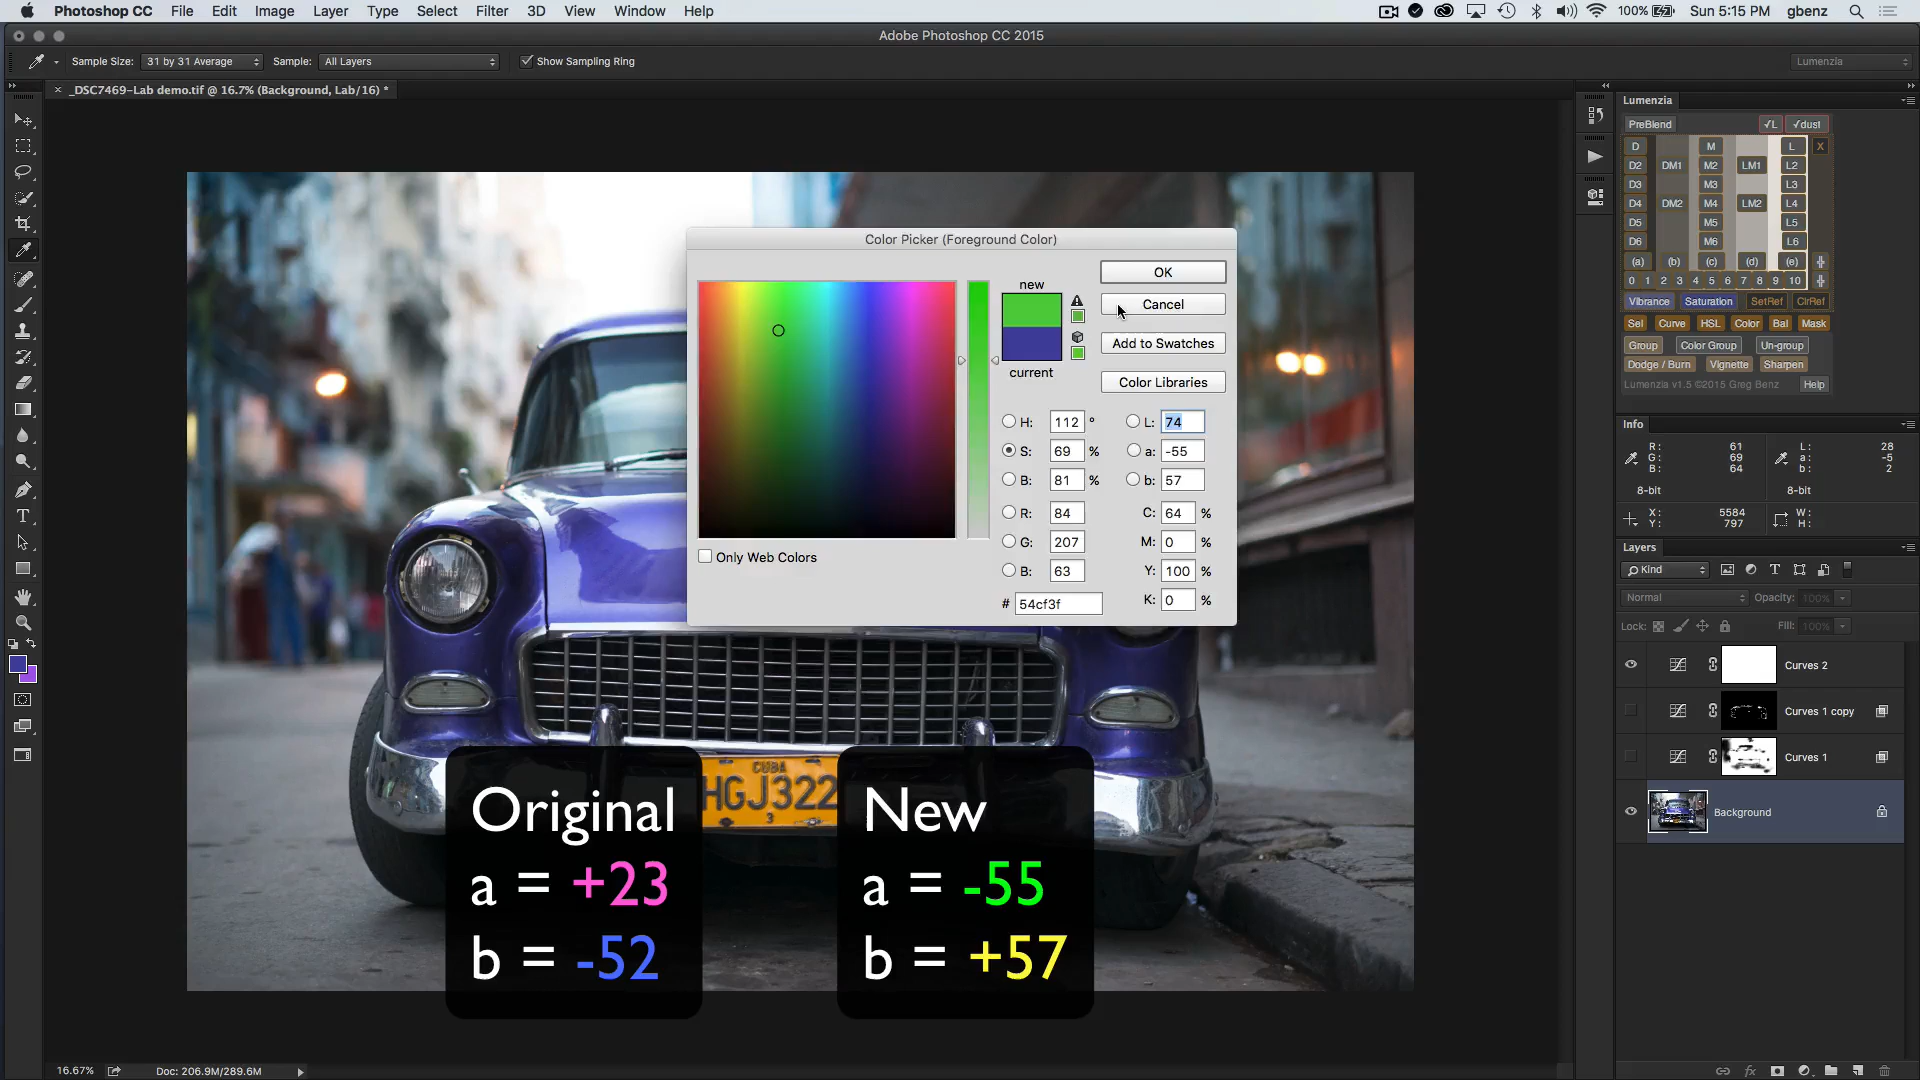 Photoshop CC File Edit Image Layer Type Select Filter 3D View Window Help 100% Sun 5:15 PM gbenz
Adobe Photoshop CC 2015
Sample Size: 31 by 31 Average Sample: All Layers Show Sampling Ring Lumenzia
× _DSC7469-Lab demo.tif @ 16.7% (Background, Lab/16) *
Color Picker (Foreground Color)
new
current
OK
Cancel
Add to Swatches
Color Libraries
H: 112 °
S: 69 %
B: 81 %
R: 84
G: 207
B: 63
# 54cf3f
L: 74
a: -55
b: 57
C: 64 %
M: 0 %
Y: 100 %
K: 0 %
Only Web Colors
CUBA
HGJ322
3
Original
a = +23
b = -52
New
a = -55
b = +57
16.67% Doc: 206.9M/289.6M
Lumenzia
PreBlend √L √dust
D M L X
D2 DM1 M2 LM1 L2
D3 M3 L3
D4 DM2 M4 LM2 L4
D5 M5 L5
D6 M6 L6
(a) (b) (c) (d) (e)
0 1 2 3 4 5 6 7 8 9 10
Vibrance Saturation SetRef ClrRef
Sel Curve HSL Color Bal Mask
Group Color Group Un-group
Dodge / Burn Vignette Sharpen
Lumenzia v1.5 ©2015 Greg Benz Help
Info
R: 61
G: 69
B: 64
8-bit
L: 28
a: -5
b: 2
8-bit
X: 5584
Y: 797
W:
H:
Layers
Kind
Normal Opacity: 100%
Lock: Fill: 100%
Curves 2
Curves 1 copy
Curves 1
Background
fx